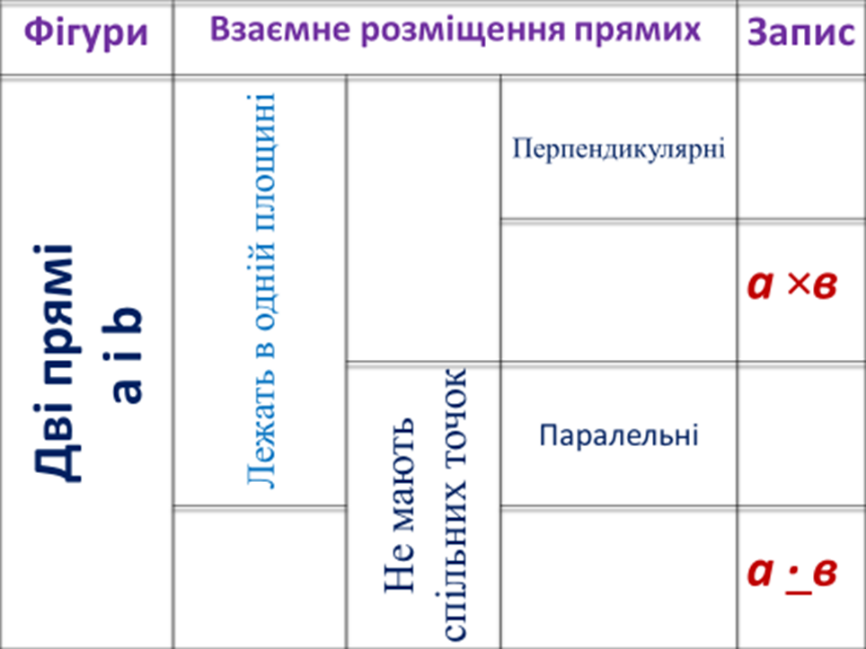 Фігури
Взаємне розміщення прямих
Запис
Дві прямі
а і b
Лежать в одній площині
Перпендикулярні
а ×в
Не мають
спільних точок
Паралельні
а ∸ в